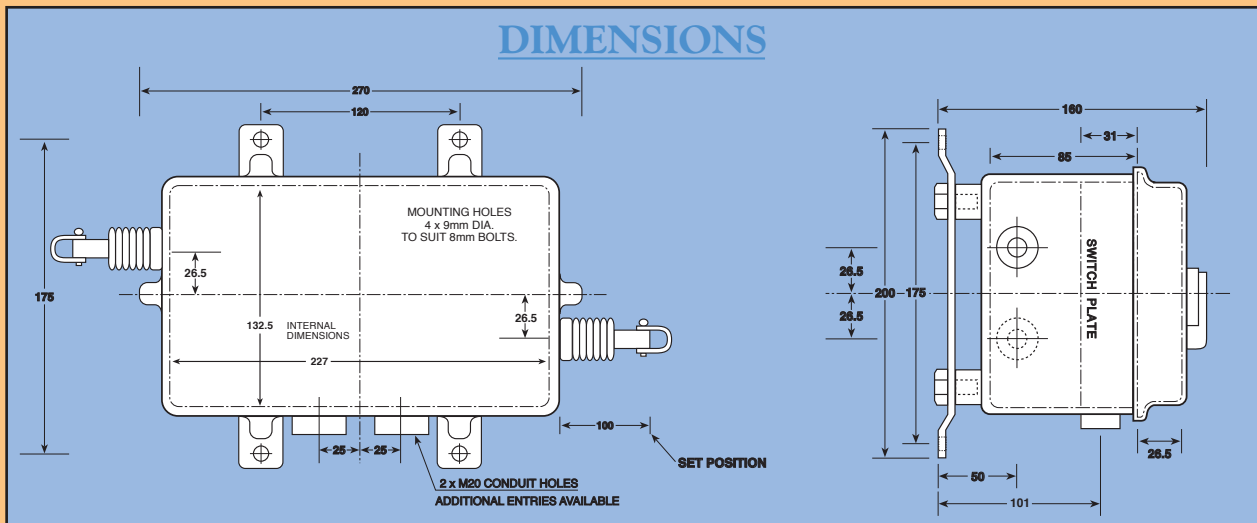 DIMENSIONS
270
120
175
MOUNTING HOLES
4 x 9mm DIA.
TO SUIT 8mm BOLTS.
26.5
26.5
132.5
INTERNAL
DIMENSIONS
227
100
25
25
SET POSITION
2 x M20 CONDUIT HOLES
ADDITIONAL ENTRIES AVAILABLE
160
31
85
SWITCH PLATE
26.5
200
175
26.5
26.5
50
101